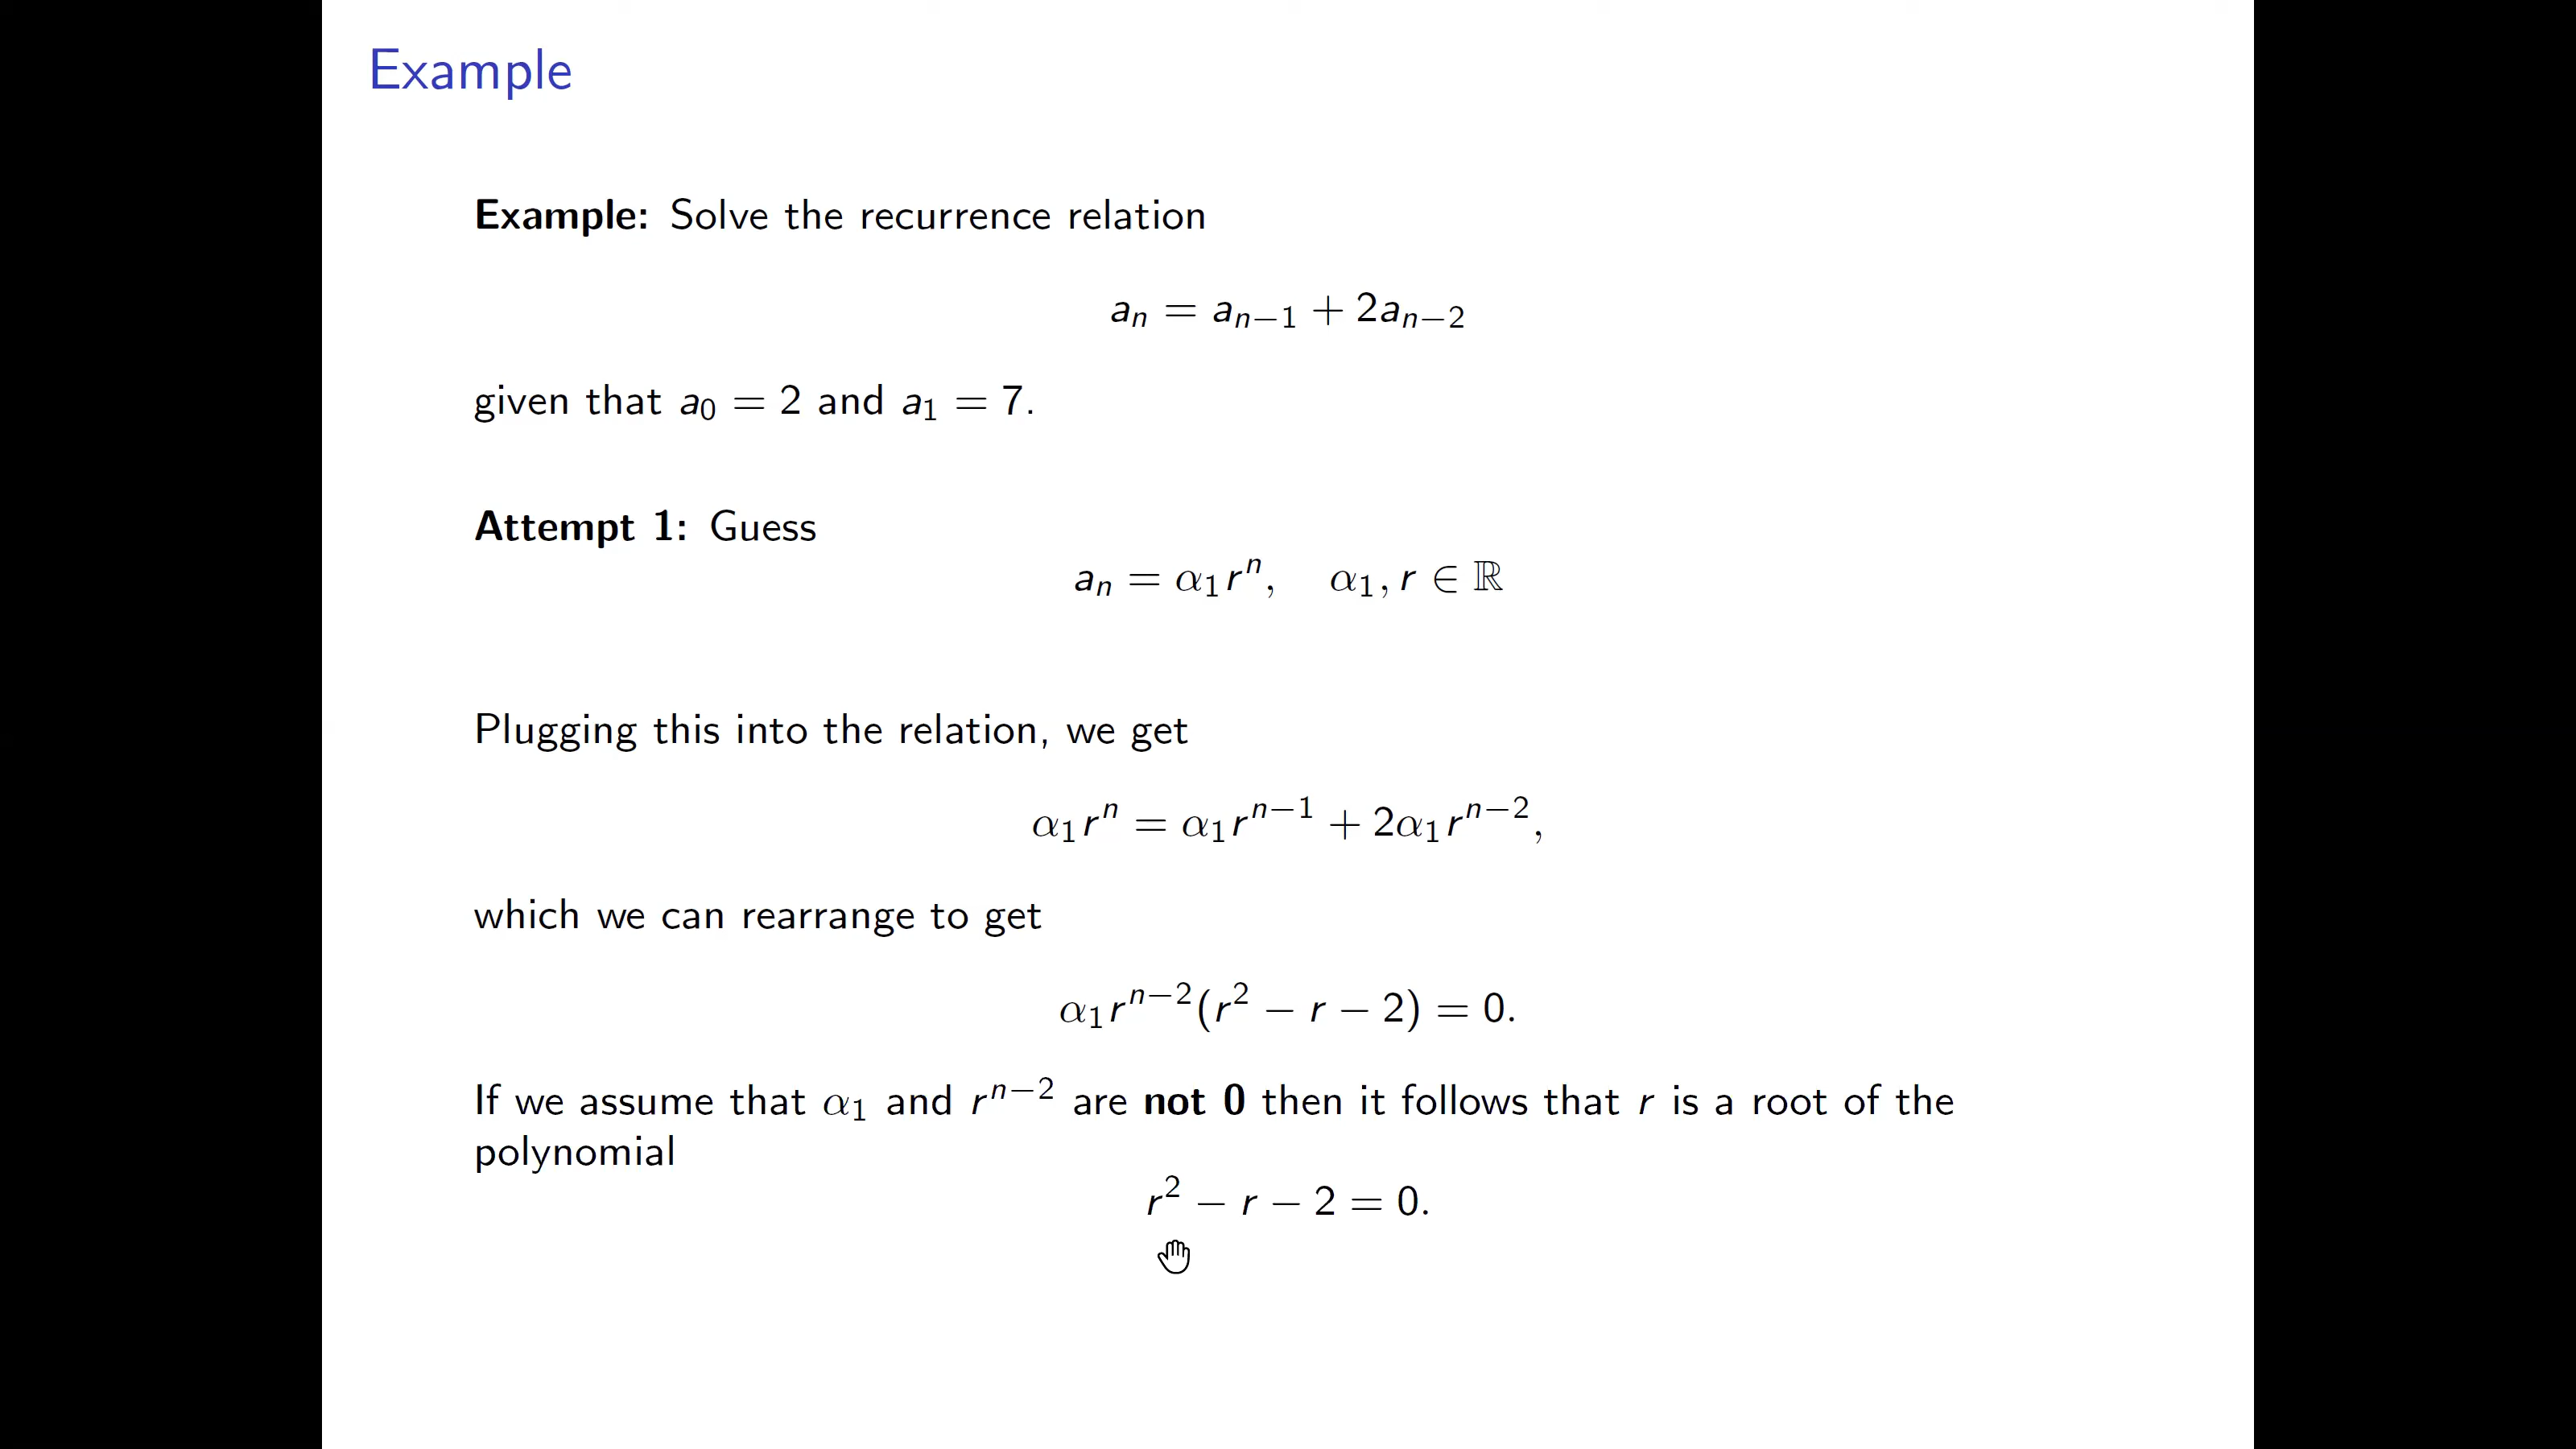 Example
Example: Solve the recurrence relation
aₙ = aₙ₋₁ + 2aₙ₋₂
given that a₀ = 2 and a₁ = 7.
Attempt 1: Guess
aₙ = α₁rⁿ, α₁, r ∈ ℝ
Plugging this into the relation, we get
α₁rⁿ = α₁rⁿ⁻¹ + 2α₁rⁿ⁻²,
which we can rearrange to get
α₁rⁿ⁻²(r² − r − 2) = 0.
If we assume that α₁ and rⁿ⁻² are not 0 then it follows that r is a root of the
polynomial
r² − r − 2 = 0.